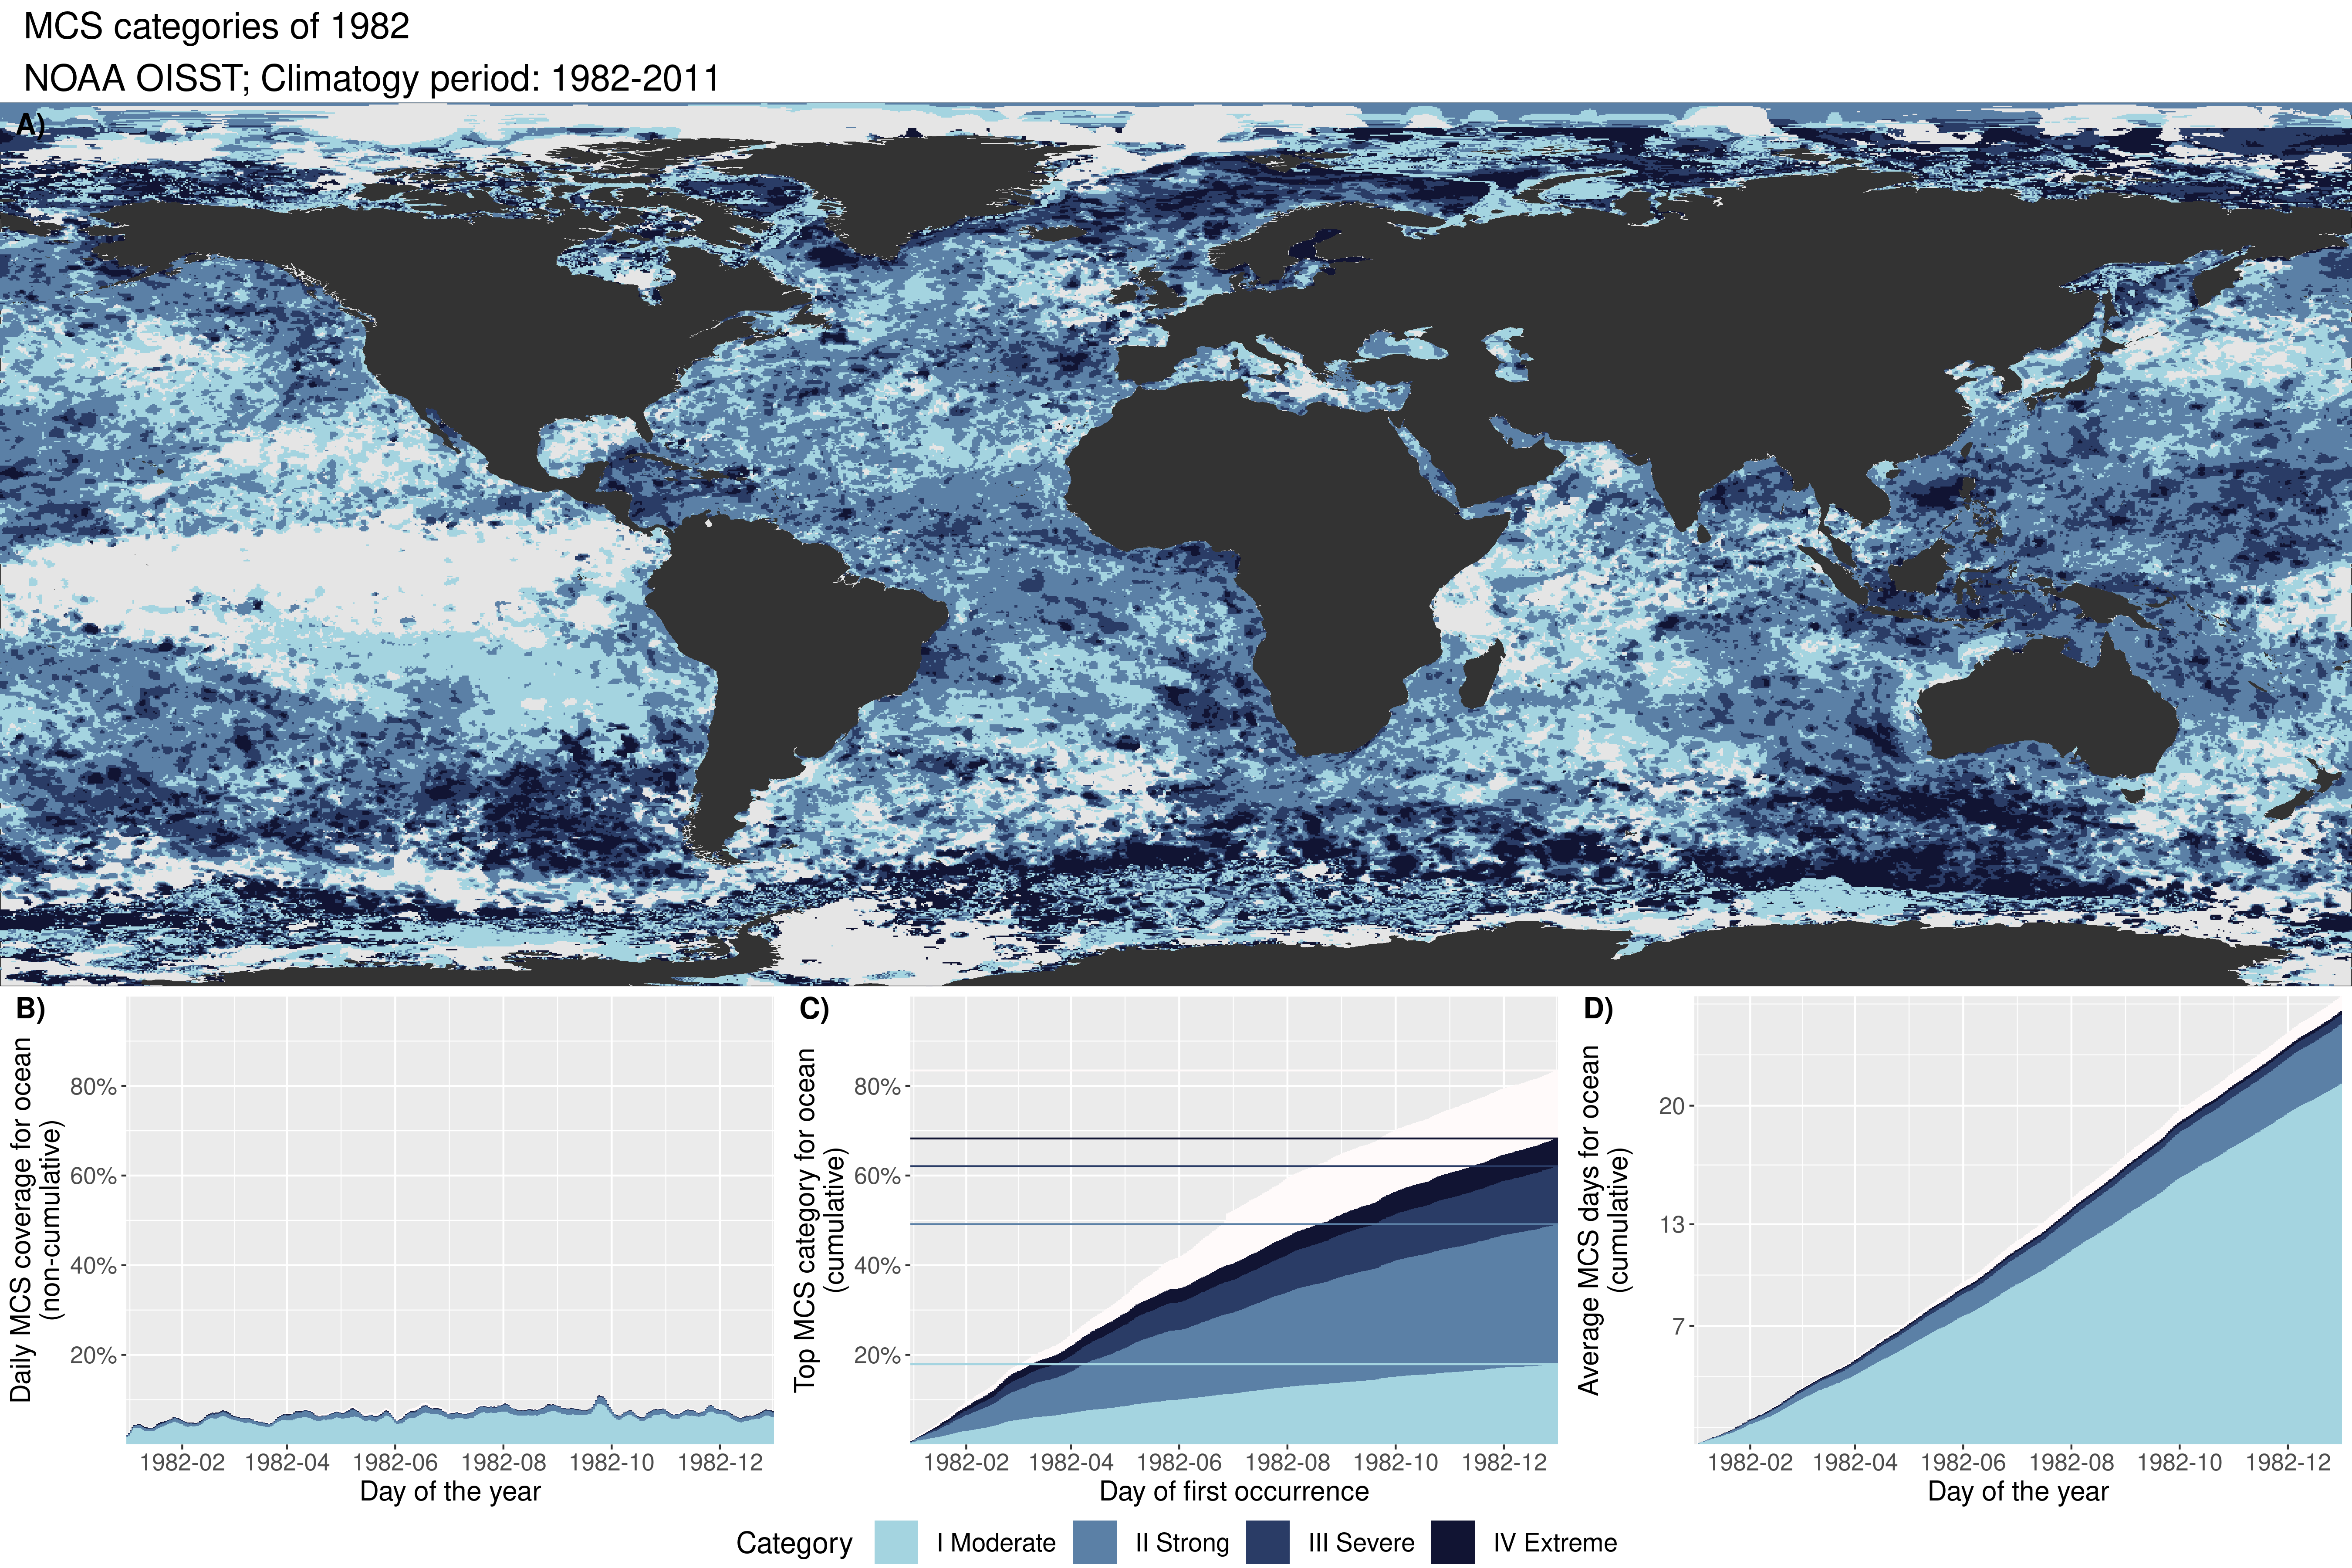 MCS categories of 1982
NOAA OISST; Climatogy period: 1982-2011
A)
B)
Daily MCS coverage for ocean
(non-cumulative)
80%
60%
40%
20%
1982-02 1982-04 1982-06 1982-08 1982-10 1982-12
Day of the year
C)
Top MCS category for ocean
(cumulative)
80%
60%
40%
20%
1982-02 1982-04 1982-06 1982-08 1982-10 1982-12
Day of first occurrence
D)
Average MCS days for ocean
(cumulative)
20
13
7
1982-02 1982-04 1982-06 1982-08 1982-10 1982-12
Day of the year
Category I Moderate II Strong III Severe IV Extreme